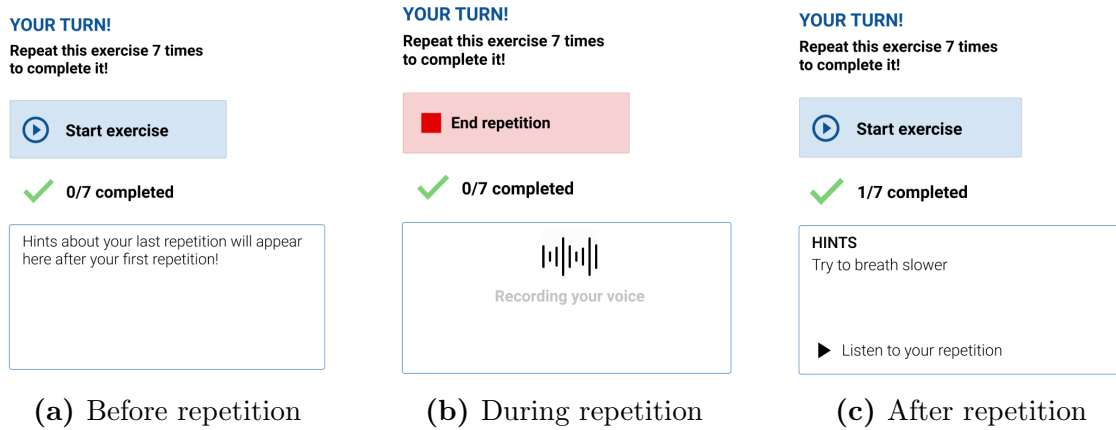 YOUR TURN!
Repeat this exercise 7 times
to complete it!
Start exercise
0/7 completed
Hints about your last repetition will appear
here after your first repetition!
(a) Before repetition
YOUR TURN!
Repeat this exercise 7 times
to complete it!
End repetition
0/7 completed
Recording your voice
(b) During repetition
YOUR TURN!
Repeat this exercise 7 times
to complete it!
Start exercise
1/7 completed
HINTS
Try to breath slower
Listen to your repetition
(c) After repetition